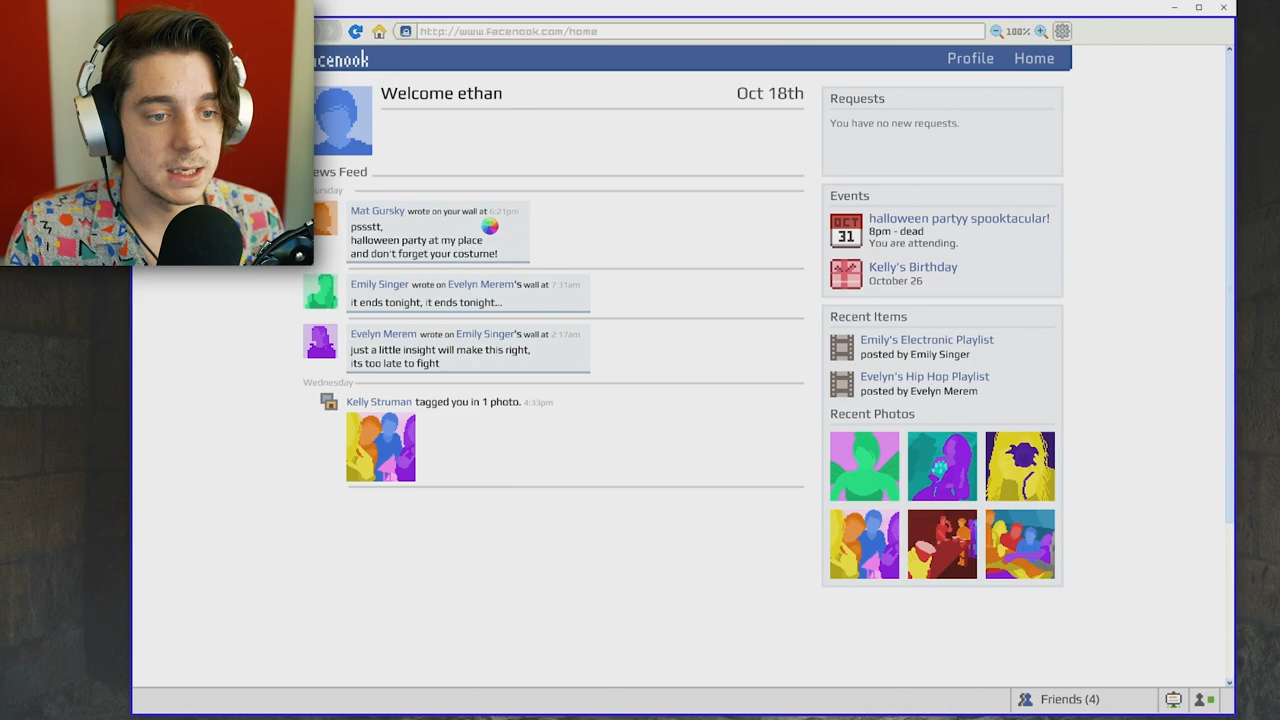 http://www.facenook.com/home
100%
cenook
Profile Home
Welcome ethan
Oct 18th
ews Feed
ursday
Mat Gursky wrote on your wall at 6:21pm
pssstt,
halloween party at my place
and don't forget your costume!
Emily Singer wrote on Evelyn Merem's wall at 7:31am
it ends tonight, it ends tonight...
Evelyn Merem wrote on Emily Singer's wall at 2:17am
just a little insight will make this right,
its too late to fight
Wednesday
Kelly Struman tagged you in 1 photo. 4:33pm
Requests
You have no new requests.
Events
OCT
31
halloween partyy spooktacular!
8pm - dead
You are attending.
Kelly's Birthday
October 26
Recent Items
Emily's Electronic Playlist
posted by Emily Singer
Evelyn's Hip Hop Playlist
posted by Evelyn Merem
Recent Photos
Friends (4)